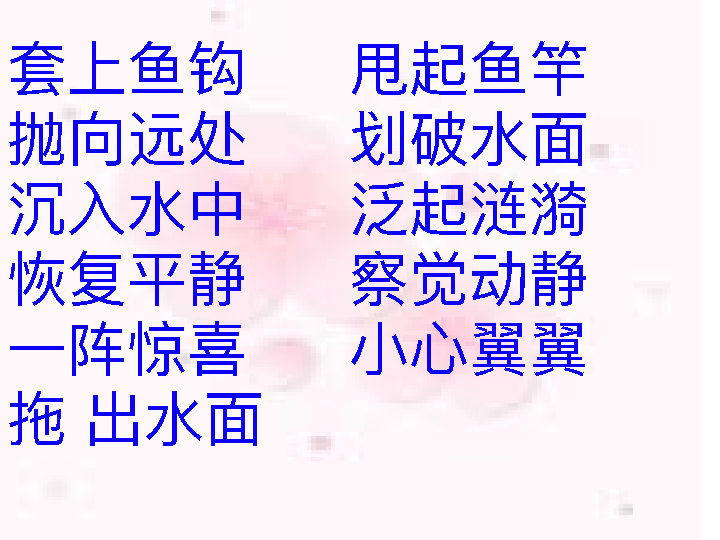 套上鱼钩 甩起鱼竿
抛向远处 划破水面
沉入水中 泛起涟漪
恢复平静 察觉动静
一阵惊喜 小心翼翼
拖 出水面